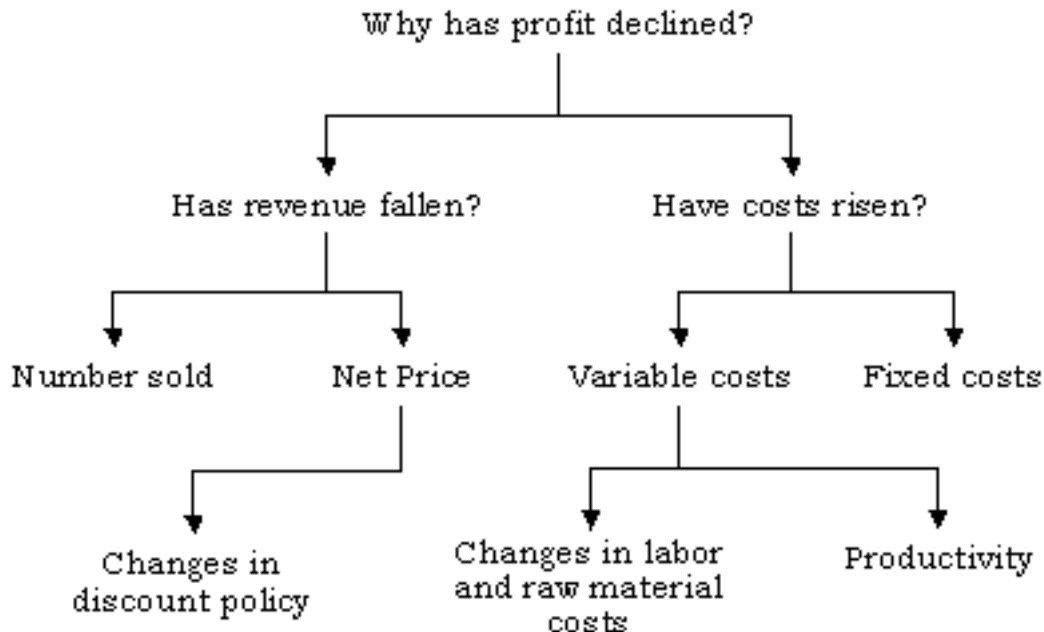 Why has profit declined?
Has revenue fallen?
Have costs risen?
Number sold
Net Price
Variable costs
Fixed costs
Changes in
discount policy
Changes in labor
and raw material
costs
Productivity